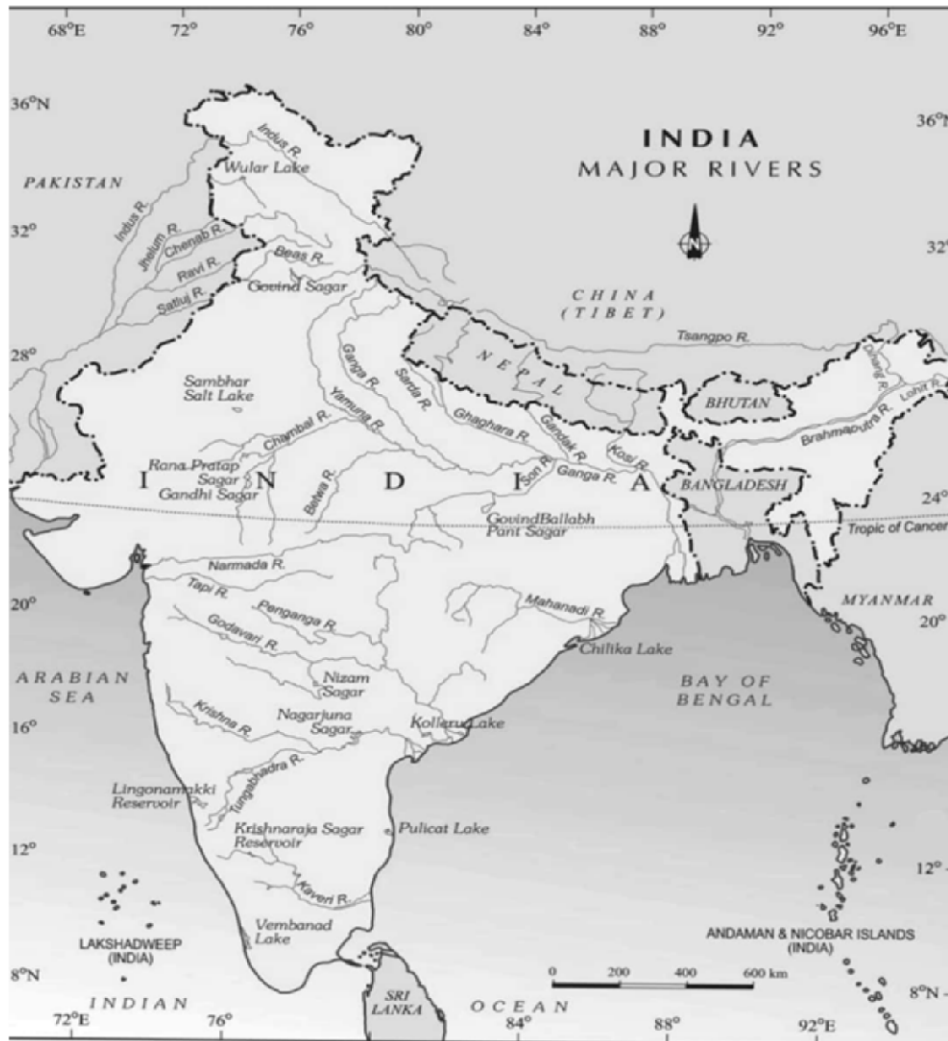 68°E 72° 76° 80° 84° 88° 92° 96°E
36°N
36°N
INDIA
MAJOR RIVERS
Indus R.
Wular Lake
PAKISTAN
Indus R.
Jhelum R.
Chenab R.
32°
32°
N
Beas R.
Ravi R.
Govind Sagar
Satluj R.
CHINA
(TIBET)
Tsangpo R.
28°
28°
NEPAL
Ganga R.
Sarda R.
Dibang R.
Lohit R.
Sambhar
Salt Lake
BHUTAN
Yamuna R.
Ghaghara R.
Brahmaputra R.
Chambal R.
Gandak R.
Kosi R.
Rana Pratap
Sagar
Gandhi Sagar
Son R.
Ganga R.
I N D I A
Betwa R.
BANGLADESH
24°
GovindBallabh
Pant Sagar
Tropic of Cancer
Narmada R.
Tapi R.
Penganga R.
Mahanadi R.
MYANMAR
20°
20°
Godavari R.
Chilika Lake
ARABIAN
SEA
Nizam
Sagar
BAY OF
BENGAL
Krishna R.
Nagarjuna
Sagar
Kolleru Lake
16°
16°
Tungabhadra R.
Lingonamakki
Reservoir
Krishnaraja Sagar
Reservoir
Pulicat Lake
12°
12°
Kaveri R.
Vembanad
Lake
LAKSHADWEEP
(INDIA)
ANDAMAN & NICOBAR ISLANDS
(INDIA)
8°N
8°N
0 200 400 600 km
INDIAN OCEAN
SRI
LANKA
72°E 76° 84° 88° 92°E